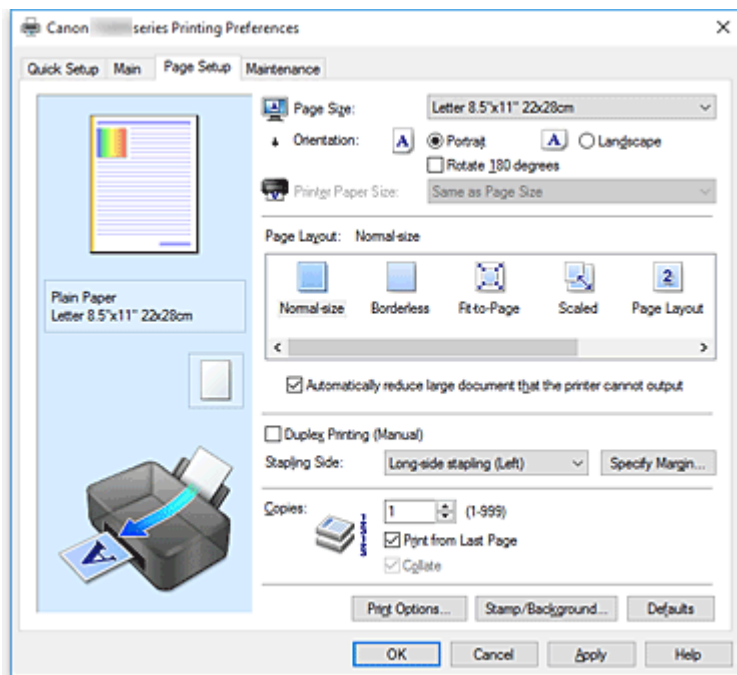 Canon series Printing Preferences
Quick Setup Main Page Setup Maintenance
Page Size: Letter 8.5"x11" 22x28cm
Orientation: A Portrait A Landscape
Rotate 180 degrees
Printer Paper Size: Same as Page Size
Page Layout: Normal-size
2
Normal-size Borderless Fit-to-Page Scaled Page Layout
Plain Paper
Letter 8.5"x11" 22x28cm
Automatically reduce large document that the printer cannot output
Duplex Printing (Manual)
Stapling Side: Long-side stapling (Left) Specify Margin...
Copies: 1 (1-999)
Print from Last Page
Collate
A
Print Options... Stamp/Background... Defaults
OK Cancel Apply Help